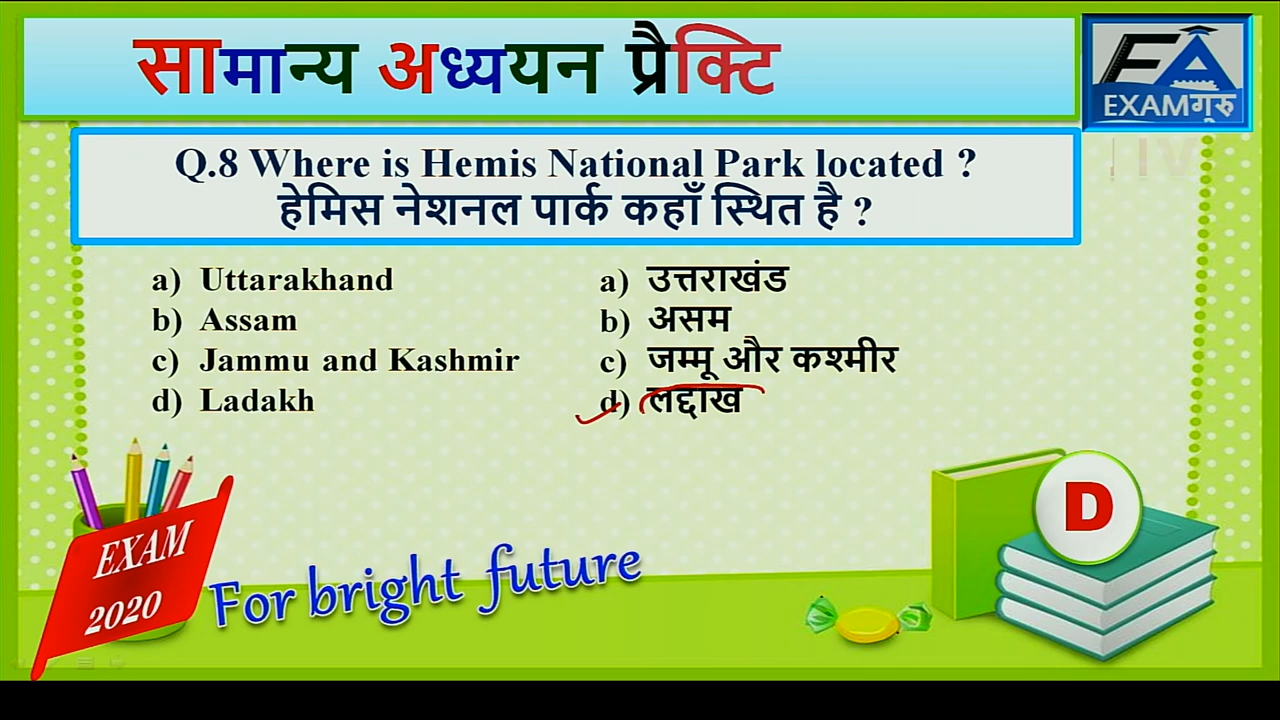 सामान्य अध्ययन प्रैक्टि
EXAMगुरु
Q.8 Where is Hemis National Park located ?
हेमिस नेशनल पार्क कहाँ स्थित है ?
a) Uttarakhand
b) Assam
c) Jammu and Kashmir
d) Ladakh
a) उत्तराखंड
b) असम
c) जम्मू और कश्मीर
d) लद्दाख
D
EXAM
2020
For bright future